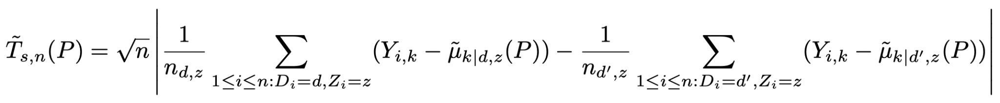 $\tilde{T}_{s,n}(P) = \sqrt{n} \left| \frac{1}{n_{d,z}} \sum_{1 \leq i \leq n: D_i = d, Z_i = z} (Y_{i,k} - \tilde{\mu}_{k|d,z}(P)) - \frac{1}{n_{d',z}} \sum_{1 \leq i \leq n: D_i = d', Z_i = z} (Y_{i,k} - \tilde{\mu}_{k|d',z}(P)) \right|$